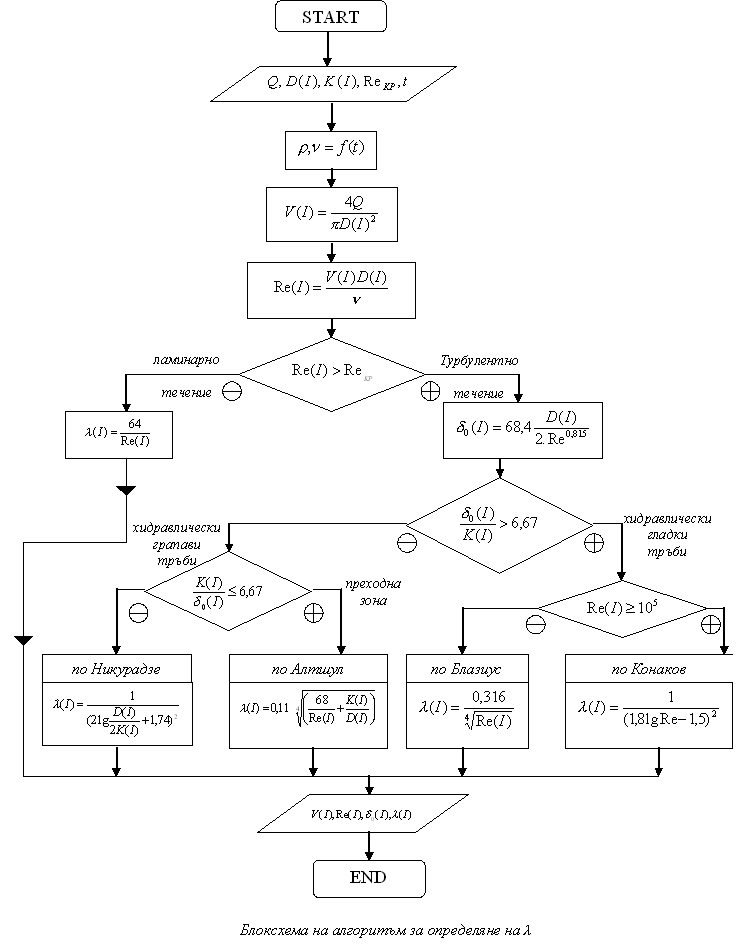 START
Q, D(I), K(I), Re_KP, t
ρ,ν = f(t)
V(I) = 4Q / πD(I)²
Re(I) = V(I)D(I) / ν
ламинарно
течение
Re(I) > Re_KP
Турбулентно
течение
−
+
λ(I) = 64 / Re(I)
δ₀(I) = 68,4 D(I) / 2.Re^0,815
δ₀(I) / K(I) > 6,67
−
+
хидравлически
грапави
тръби
хидравлически
гладки
тръби
K(I) / δ₀(I) ≤ 6,67
−
+
преходна
зона
Re(I) ≥ 10⁵
−
+
по Никурадзе
λ(I) = 1 / (2lg D(I)/2K(I) + 1,74)²
по Алтшул
λ(I) = 0,11 ⁴√(68/Re(I) + K(I)/D(I))
по Блазиус
λ(I) = 0,316 / ⁴√Re(I)
по Конаков
λ(I) = 1 / (1,81lgRe − 1,5)²
V(I), Re(I), δ₀(I), λ(I)
END
Блоксхема на алгоритъм за определяне на λ